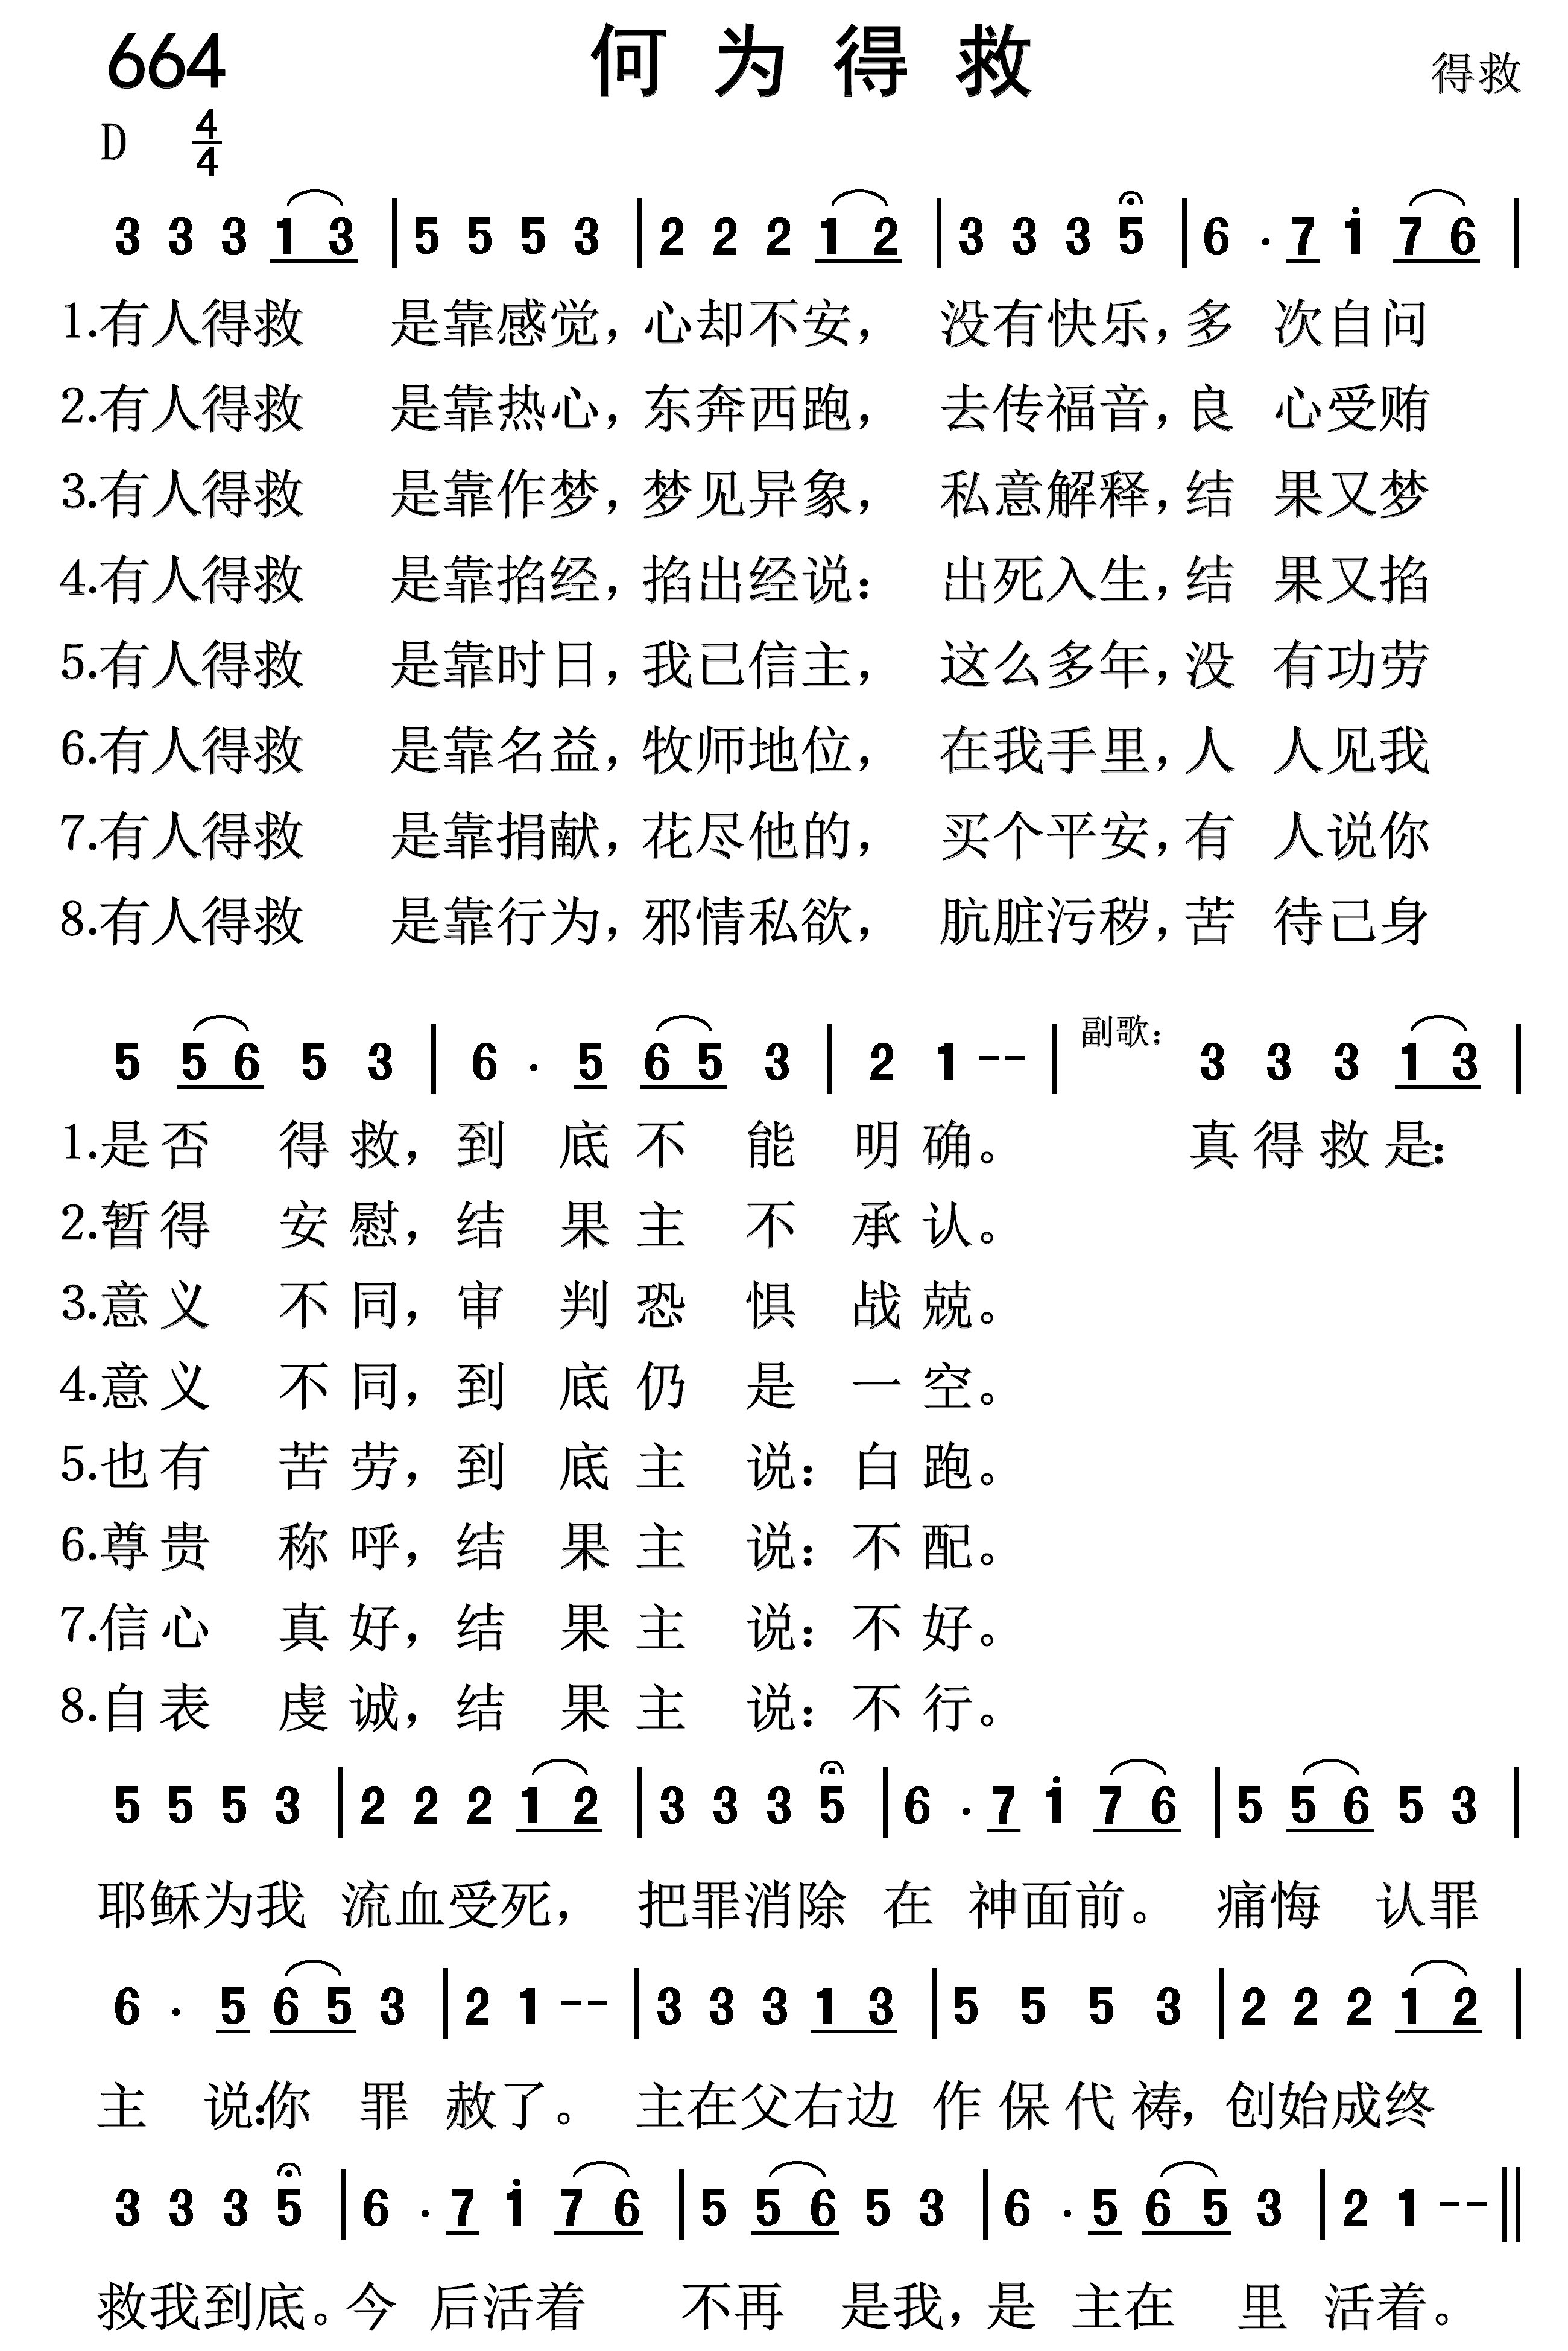 664 何为得救 得救
D 4/4
3 3 3 1 3 | 5 5 5 3 | 2 2 2 1 2 | 3 3 3 5 | 6 · 7 i 7 6 |
1.有人得救 是靠感觉，心却不安， 没有快乐，多 次自问
2.有人得救 是靠热心，东奔西跑， 去传福音，良 心受贿
3.有人得救 是靠作梦，梦见异象， 私意解释，结 果又梦
4.有人得救 是靠掐经，掐出经说： 出死入生，结 果又掐
5.有人得救 是靠时日，我已信主， 这么多年，没 有功劳
6.有人得救 是靠名益，牧师地位， 在我手里，人 人见我
7.有人得救 是靠捐献，花尽他的， 买个平安，有 人说你
8.有人得救 是靠行为，邪情私欲， 肮脏污秽，苦 待己身
5 5 6 5 3 | 6 · 5 6 5 3 | 2 1 -- | 副歌： 3 3 3 1 3 |
1.是否 得救，到 底不 能 明确。 真得救是：
2.暂得 安慰，结 果主 不 承认。
3.意义 不同，审 判恐 惧 战兢。
4.意义 不同，到 底仍 是 一空。
5.也有 苦劳，到 底主 说：白跑。
6.尊贵 称呼，结 果主 说：不配。
7.信心 真好，结 果主 说：不好。
8.自表 虔诚，结 果主 说：不行。
5 5 5 3 | 2 2 2 1 2 | 3 3 3 5 | 6 · 7 i 7 6 | 5 5 6 5 3 |
耶稣为我 流血受死， 把罪消除 在 神面前。 痛悔 认罪
6 · 5 6 5 3 | 2 1 -- | 3 3 3 1 3 | 5 5 5 3 | 2 2 2 1 2 |
主 说：你 罪 赦了。 主在父右边 作保代祷，创始成终
3 3 3 5 | 6 · 7 i 7 6 | 5 5 6 5 3 | 6 · 5 6 5 3 | 2 1 -- ||
救我到底。今 后活着 不再 是我，是 主在 里 活着。